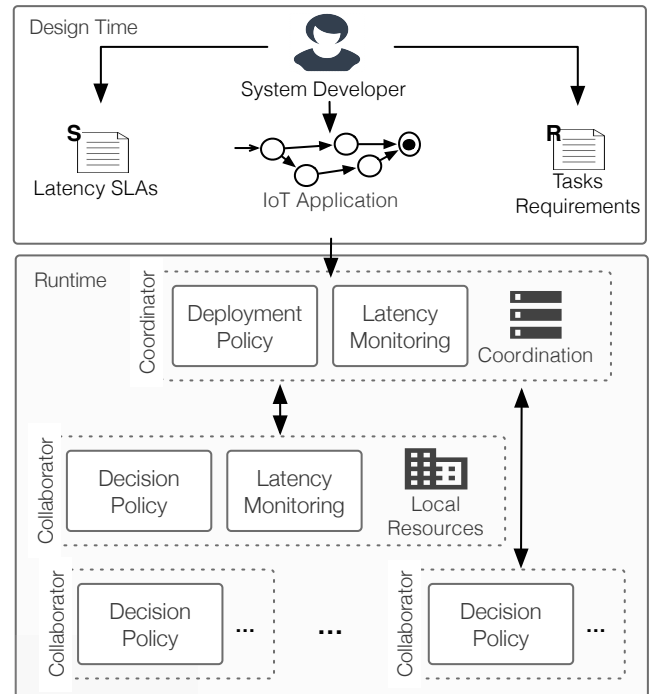 Design Time
System Developer
S
Latency SLAs
IoT Application
R
Tasks
Requirements
Runtime
Coordinator
Deployment
Policy
Latency
Monitoring
Coordination
Collaborator
Decision
Policy
Latency
Monitoring
Local
Resources
Collaborator
Decision
Policy
...
...
Collaborator
Decision
Policy
...